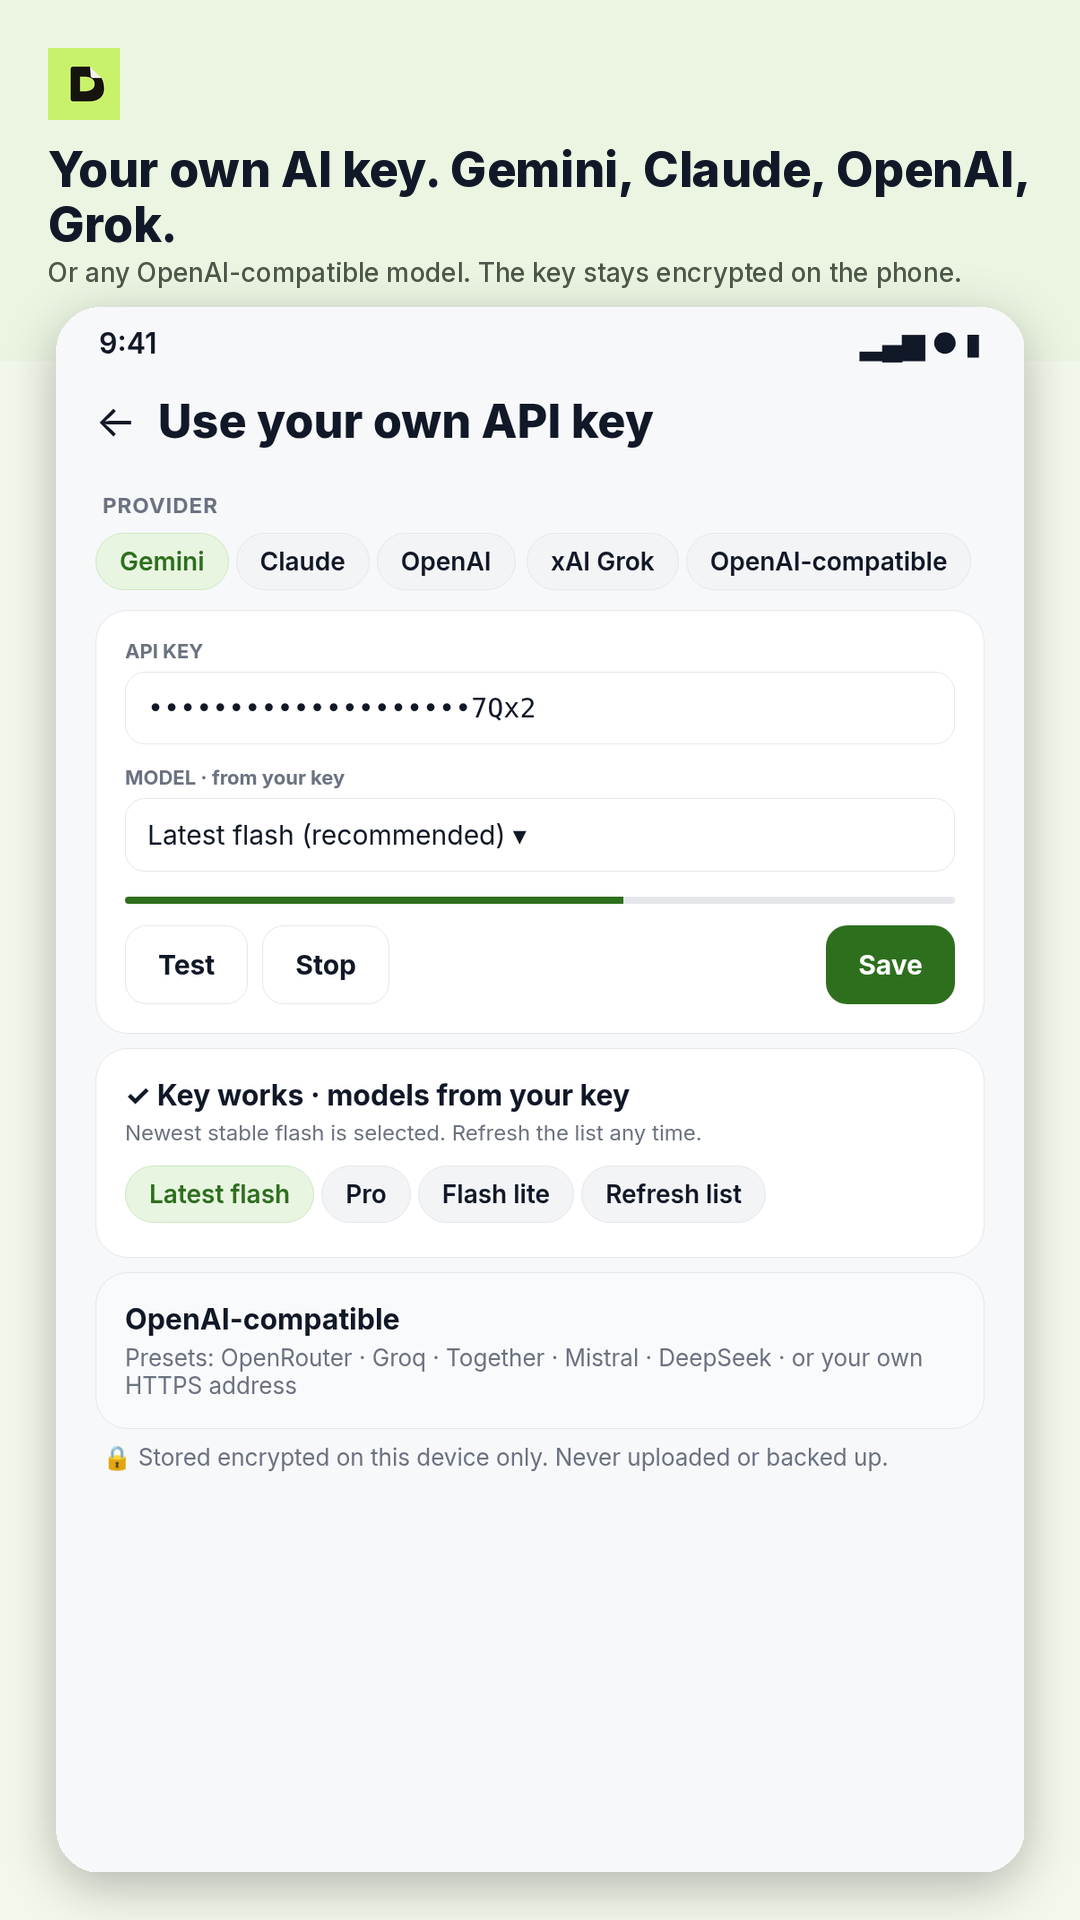 Your own AI key. Gemini, Claude, OpenAI,
Grok.
Or any OpenAI-compatible model. The key stays encrypted on the phone.
9:41
← Use your own API key
PROVIDER
Gemini Claude OpenAI xAI Grok OpenAI-compatible
API KEY
••••••••••••••••••••7Qx2
MODEL · from your key
Latest flash (recommended) ▾
Test Stop Save
✓ Key works · models from your key
Newest stable flash is selected. Refresh the list any time.
Latest flash Pro Flash lite Refresh list
OpenAI-compatible
Presets: OpenRouter · Groq · Together · Mistral · DeepSeek · or your own
HTTPS address
🔒 Stored encrypted on this device only. Never uploaded or backed up.